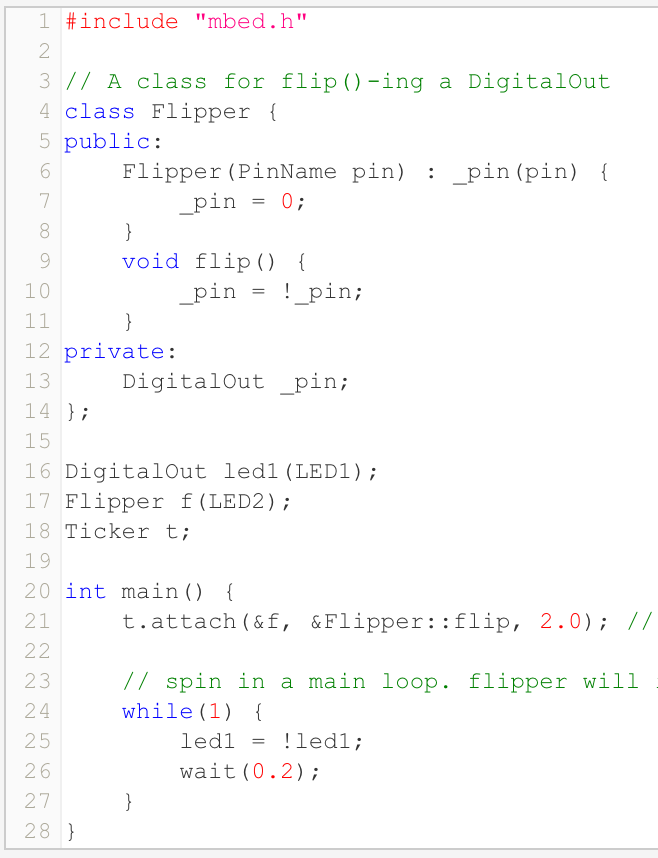 1 #include "mbed.h"
2
3 // A class for flip()-ing a DigitalOut
4 class Flipper {
5 public:
6     Flipper(PinName pin) : _pin(pin) {
7         _pin = 0;
8     }
9     void flip() {
10         _pin = !_pin;
11     }
12 private:
13     DigitalOut _pin;
14 };
15
16 DigitalOut led1(LED1);
17 Flipper f(LED2);
18 Ticker t;
19
20 int main() {
21     t.attach(&f, &Flipper::flip, 2.0); //
22
23     // spin in a main loop. flipper will
24     while(1) {
25         led1 = !led1;
26         wait(0.2);
27     }
28 }